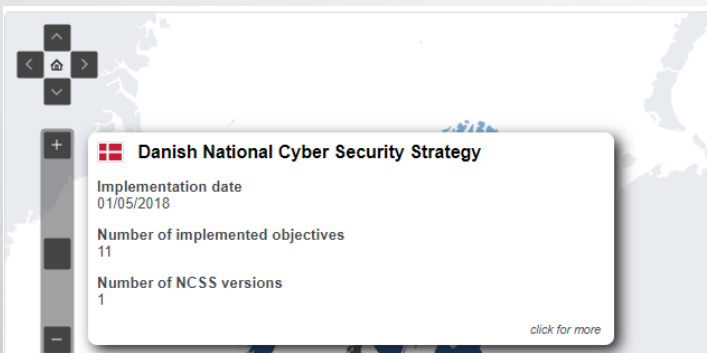 Danish National Cyber Security Strategy
Implementation date
01/05/2018
Number of implemented objectives
11
Number of NCSS versions
1
click for more